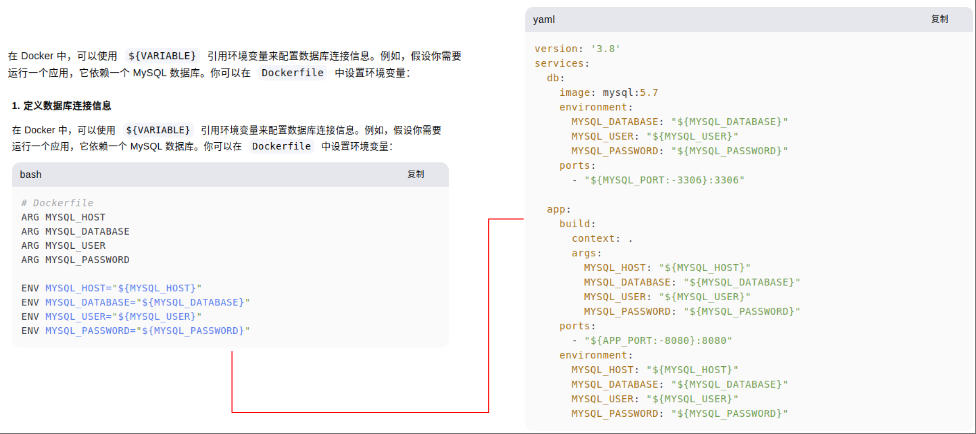 在 Docker 中，可以使用 ${VARIABLE} 引用环境变量来配置数据库连接信息。例如，假设你需要
运行一个应用，它依赖一个 MySQL 数据库。你可以在 Dockerfile 中设置环境变量：
1. 定义数据库连接信息
在 Docker 中，可以使用 ${VARIABLE} 引用环境变量来配置数据库连接信息。例如，假设你需要
运行一个应用，它依赖一个 MySQL 数据库。你可以在 Dockerfile 中设置环境变量：
bash 复制
# Dockerfile
ARG MYSQL_HOST
ARG MYSQL_DATABASE
ARG MYSQL_USER
ARG MYSQL_PASSWORD
ENV MYSQL_HOST="${MYSQL_HOST}"
ENV MYSQL_DATABASE="${MYSQL_DATABASE}"
ENV MYSQL_USER="${MYSQL_USER}"
ENV MYSQL_PASSWORD="${MYSQL_PASSWORD}"
yaml 复制
version: '3.8'
services:
  db:
    image: mysql:5.7
    environment:
      MYSQL_DATABASE: "${MYSQL_DATABASE}"
      MYSQL_USER: "${MYSQL_USER}"
      MYSQL_PASSWORD: "${MYSQL_PASSWORD}"
    ports:
      - "${MYSQL_PORT:-3306}:3306"
  app:
    build:
      context: .
      args:
        MYSQL_HOST: "${MYSQL_HOST}"
        MYSQL_DATABASE: "${MYSQL_DATABASE}"
        MYSQL_USER: "${MYSQL_USER}"
        MYSQL_PASSWORD: "${MYSQL_PASSWORD}"
    ports:
      - "${APP_PORT:-8080}:8080"
    environment:
      MYSQL_HOST: "${MYSQL_HOST}"
      MYSQL_DATABASE: "${MYSQL_DATABASE}"
      MYSQL_USER: "${MYSQL_USER}"
      MYSQL_PASSWORD: "${MYSQL_PASSWORD}"